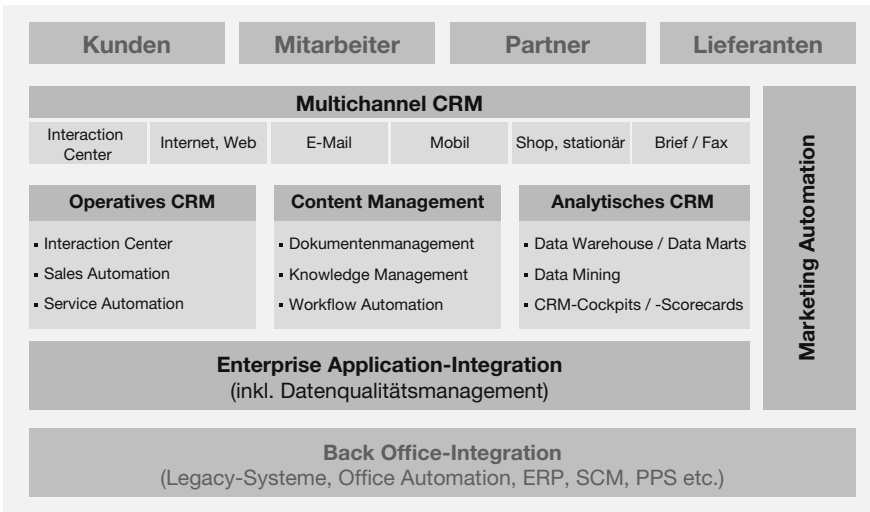 Kunden
Mitarbeiter
Partner
Lieferanten
Multichannel CRM
Interaction
Center
Internet, Web
E-Mail
Mobil
Shop, stationär
Brief / Fax
Operatives CRM
▪ Interaction Center
▪ Sales Automation
▪ Service Automation
Content Management
▪ Dokumentenmanagement
▪ Knowledge Management
▪ Workflow Automation
Analytisches CRM
▪ Data Warehouse / Data Marts
▪ Data Mining
▪ CRM-Cockpits / -Scorecards
Marketing Automation
Enterprise Application-Integration
(inkl. Datenqualitätsmanagement)
Back Office-Integration
(Legacy-Systeme, Office Automation, ERP, SCM, PPS etc.)